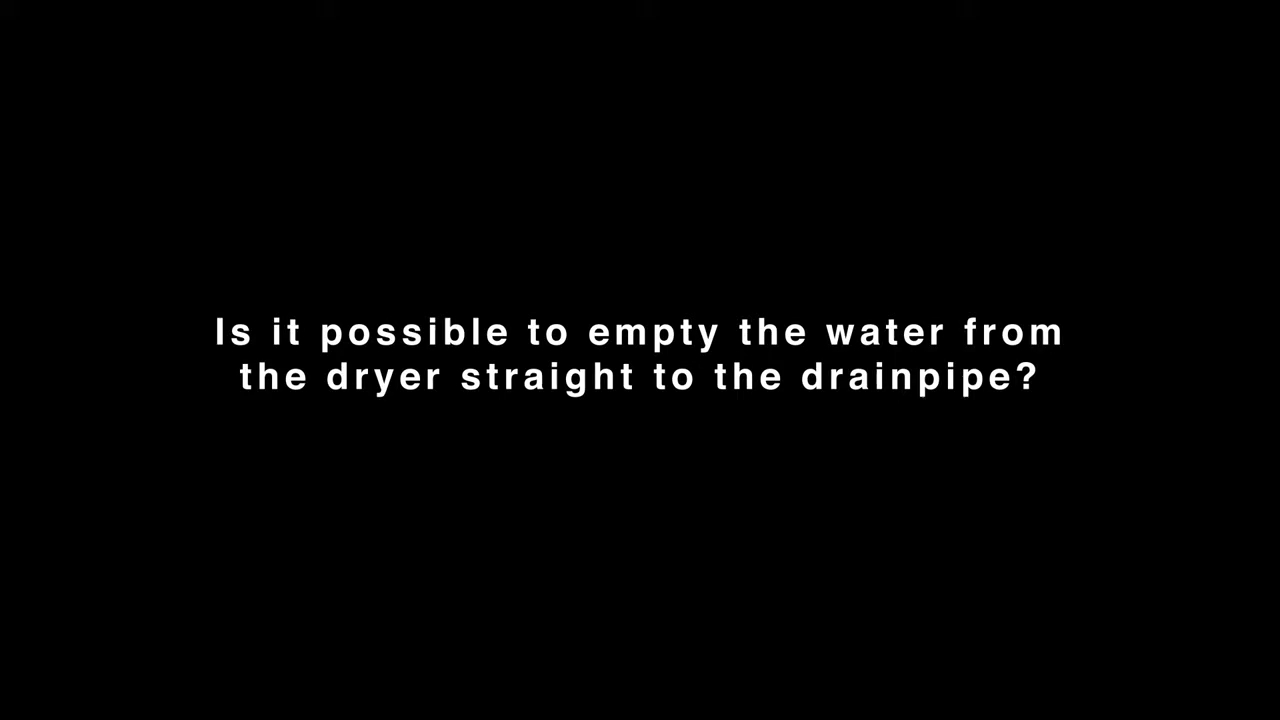 Is it possible to empty the water from
the dryer straight to the drainpipe?